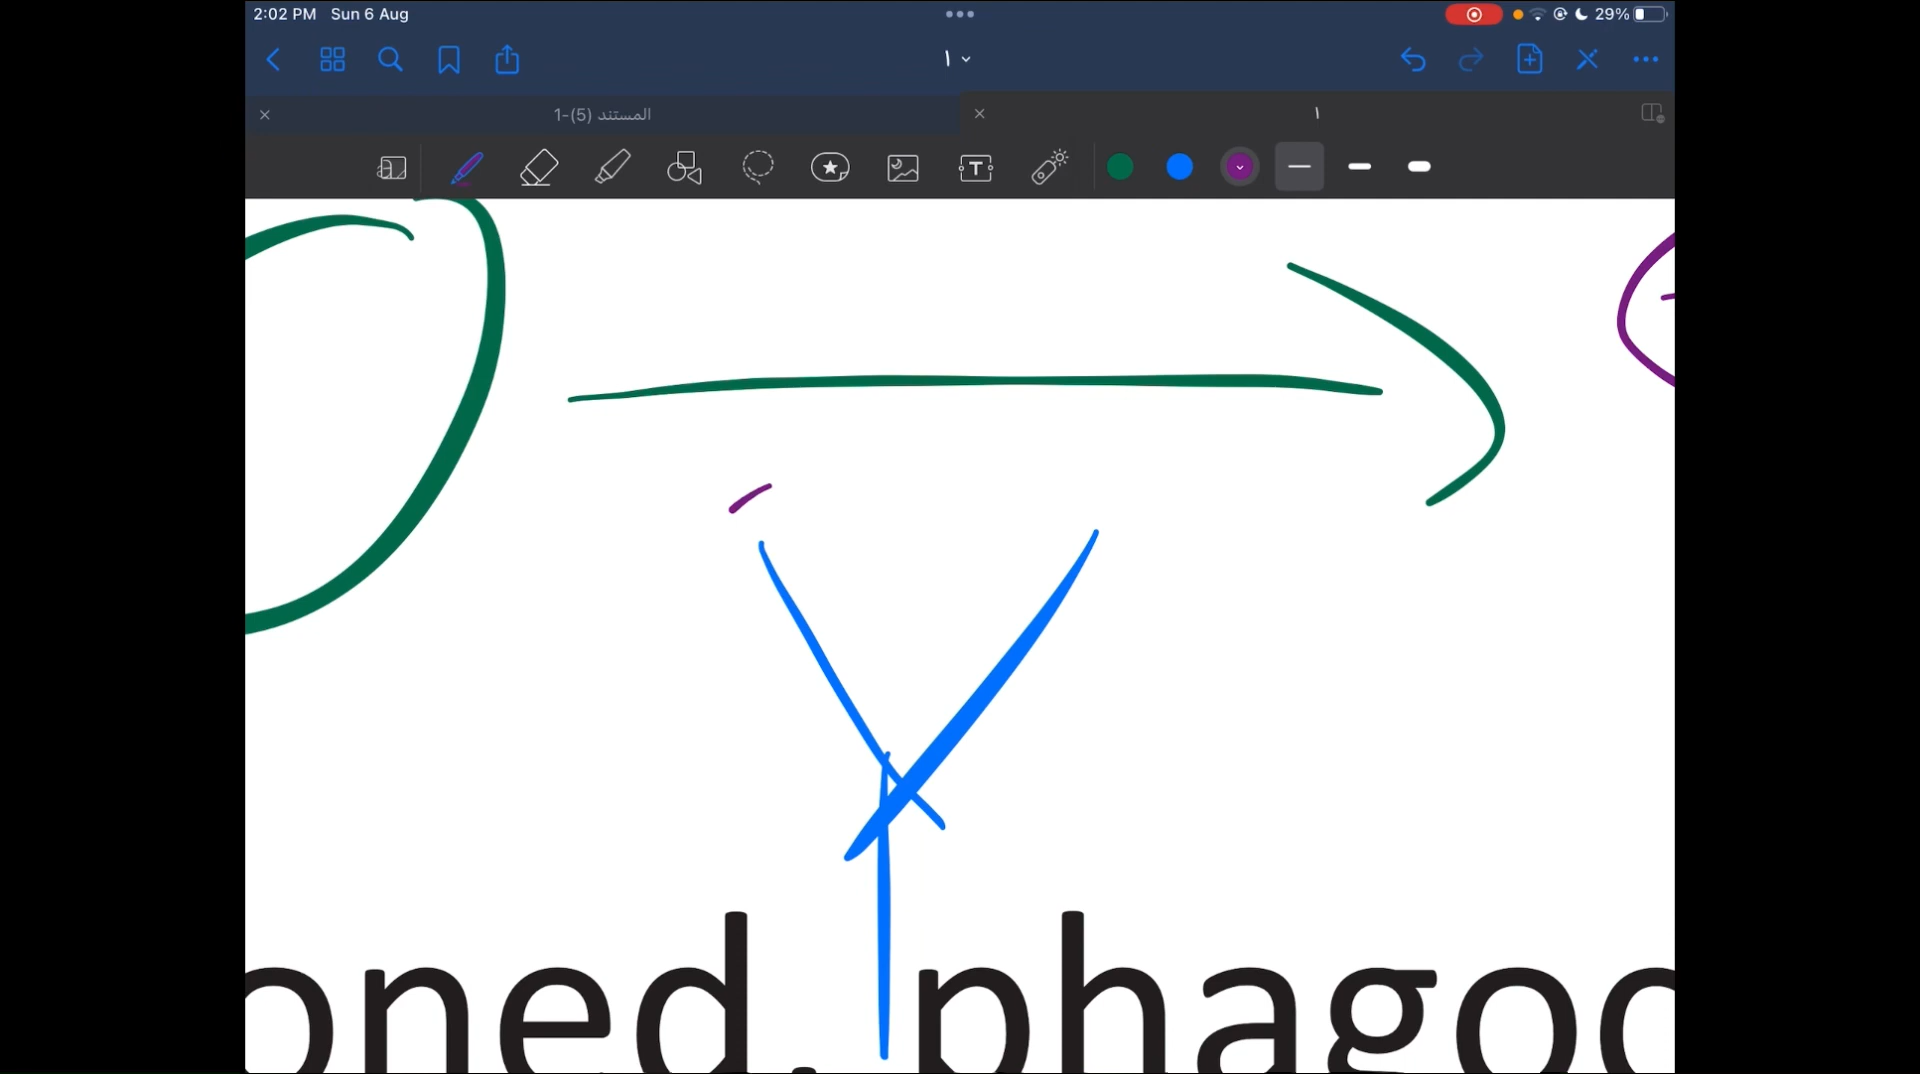 2:02 PM Sun 6 Aug
29%
١
المستند (5)-1
١
oned, phagoc